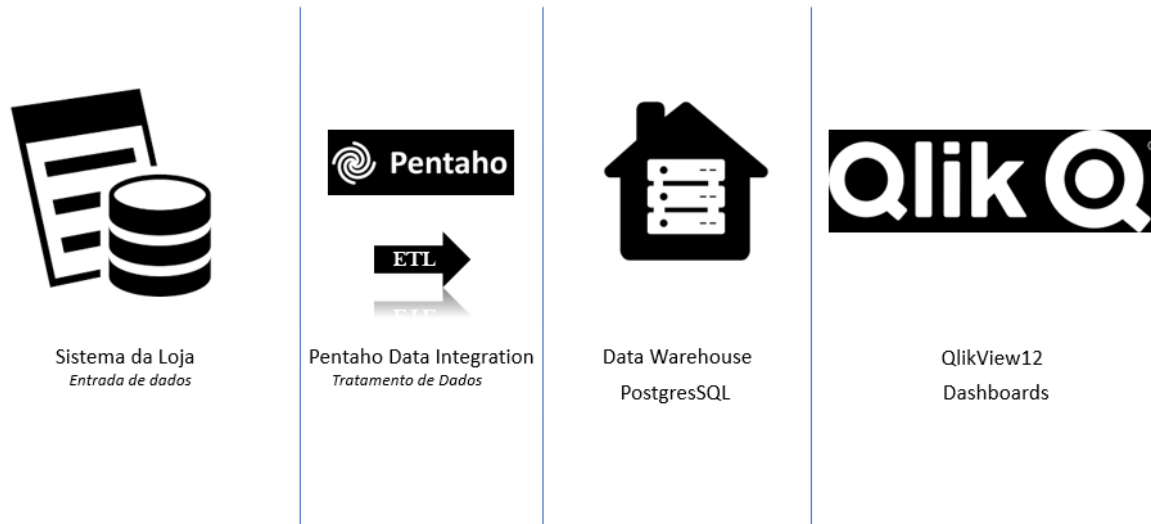 Pentaho
Qlik
ETL
Sistema da Loja
Entrada de dados
Pentaho Data Integration
Tratamento de Dados
Data Warehouse
PostgresSQL
QlikView12
Dashboards